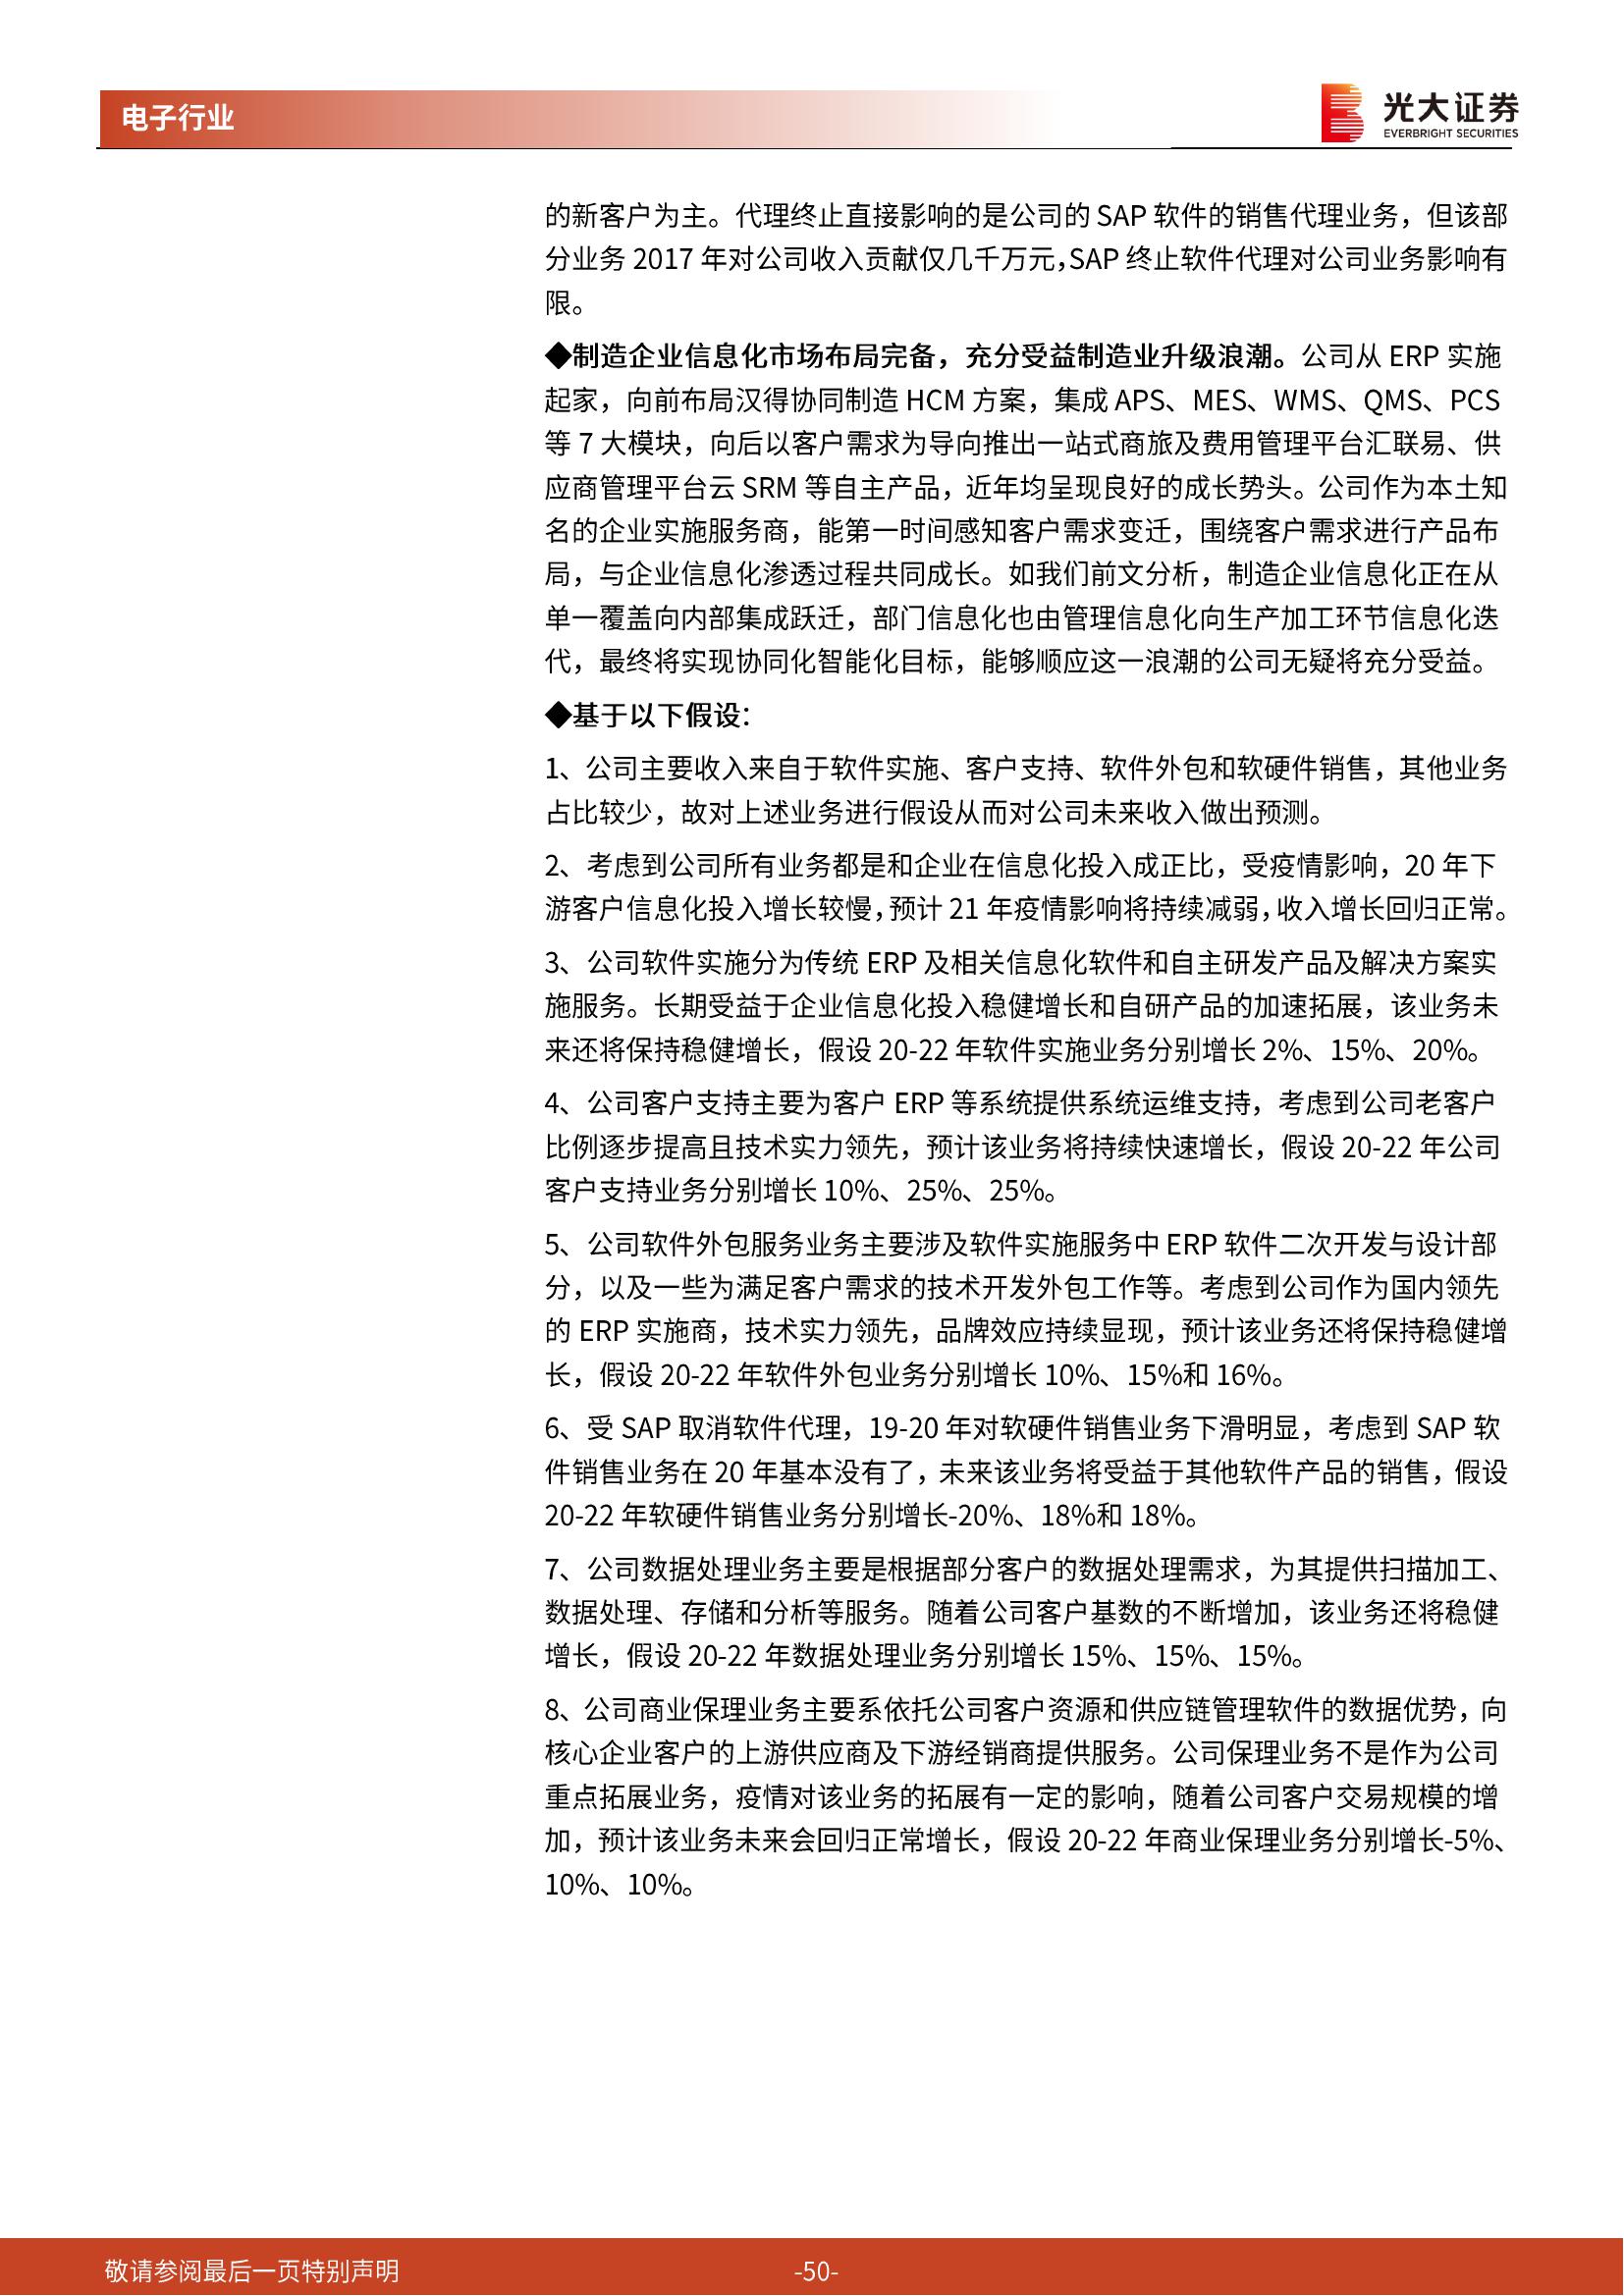 电子行业
光大证券
EVERBRIGHT SECURITIES
的新客户为主。代理终止直接影响的是公司的 SAP 软件的销售代理业务，但该部
分业务 2017 年对公司收入贡献仅几千万元，SAP 终止软件代理对公司业务影响有
限。
◆制造企业信息化市场布局完备，充分受益制造业升级浪潮。公司从 ERP 实施
起家，向前布局汉得协同制造 HCM 方案，集成 APS、MES、WMS、QMS、PCS
等 7 大模块，向后以客户需求为导向推出一站式商旅及费用管理平台汇联易、供
应商管理平台云 SRM 等自主产品，近年均呈现良好的成长势头。公司作为本土知
名的企业实施服务商，能第一时间感知客户需求变迁，围绕客户需求进行产品布
局，与企业信息化渗透过程共同成长。如我们前文分析，制造企业信息化正在从
单一覆盖向内部集成跃迁，部门信息化也由管理信息化向生产加工环节信息化迭
代，最终将实现协同化智能化目标，能够顺应这一浪潮的公司无疑将充分受益。
◆基于以下假设：
1、公司主要收入来自于软件实施、客户支持、软件外包和软硬件销售，其他业务
占比较少，故对上述业务进行假设从而对公司未来收入做出预测。
2、考虑到公司所有业务都是和企业在信息化投入成正比，受疫情影响，20 年下
游客户信息化投入增长较慢，预计 21 年疫情影响将持续减弱，收入增长回归正常。
3、公司软件实施分为传统 ERP 及相关信息化软件和自主研发产品及解决方案实
施服务。长期受益于企业信息化投入稳健增长和自研产品的加速拓展，该业务未
来还将保持稳健增长，假设 20-22 年软件实施业务分别增长 2%、15%、20%。
4、公司客户支持主要为客户 ERP 等系统提供系统运维支持，考虑到公司老客户
比例逐步提高且技术实力领先，预计该业务将持续快速增长，假设 20-22 年公司
客户支持业务分别增长 10%、25%、25%。
5、公司软件外包服务业务主要涉及软件实施服务中 ERP 软件二次开发与设计部
分，以及一些为满足客户需求的技术开发外包工作等。考虑到公司作为国内领先
的 ERP 实施商，技术实力领先，品牌效应持续显现，预计该业务还将保持稳健增
长，假设 20-22 年软件外包业务分别增长 10%、15%和 16%。
6、受 SAP 取消软件代理，19-20 年对软硬件销售业务下滑明显，考虑到 SAP 软
件销售业务在 20 年基本没有了，未来该业务将受益于其他软件产品的销售，假设
20-22 年软硬件销售业务分别增长-20%、18%和 18%。
7、公司数据处理业务主要是根据部分客户的数据处理需求，为其提供扫描加工、
数据处理、存储和分析等服务。随着公司客户基数的不断增加，该业务还将稳健
增长，假设 20-22 年数据处理业务分别增长 15%、15%、15%。
8、公司商业保理业务主要系依托公司客户资源和供应链管理软件的数据优势，向
核心企业客户的上游供应商及下游经销商提供服务。公司保理业务不是作为公司
重点拓展业务，疫情对该业务的拓展有一定的影响，随着公司客户交易规模的增
加，预计该业务未来会回归正常增长，假设 20-22 年商业保理业务分别增长-5%、
10%、10%。
敬请参阅最后一页特别声明
-50-